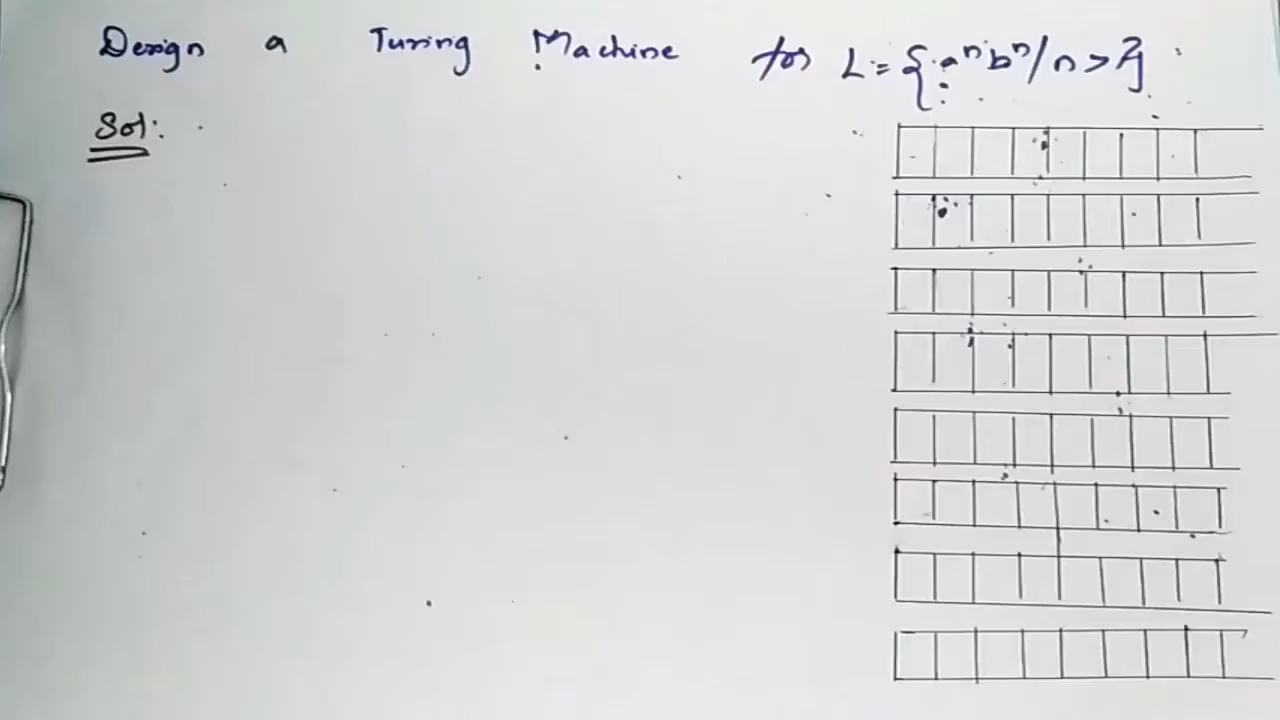 Design a Turing Machine for L = {aⁿbⁿ/n>
Sol: